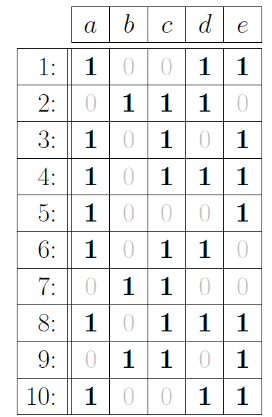 a b c d e
1: 1 0 0 1 1
2: 0 1 1 1 0
3: 1 0 1 0 1
4: 1 0 1 1 1
5: 1 0 0 0 1
6: 1 0 1 1 0
7: 0 1 1 0 0
8: 1 0 1 1 1
9: 0 1 1 0 1
10: 1 0 0 1 1